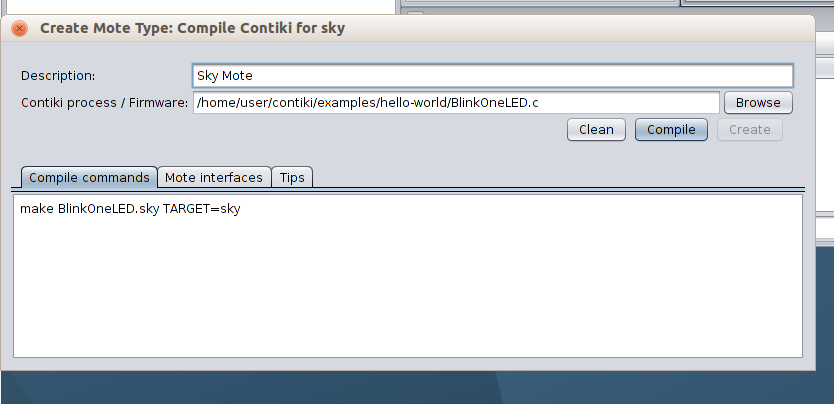 Create Mote Type: Compile Contiki for sky
Description: Sky Mote
Contiki process / Firmware: /home/user/contiki/examples/hello-world/BlinkOneLED.c Browse
Clean Compile Create
Compile commands Mote interfaces Tips
make BlinkOneLED.sky TARGET=sky